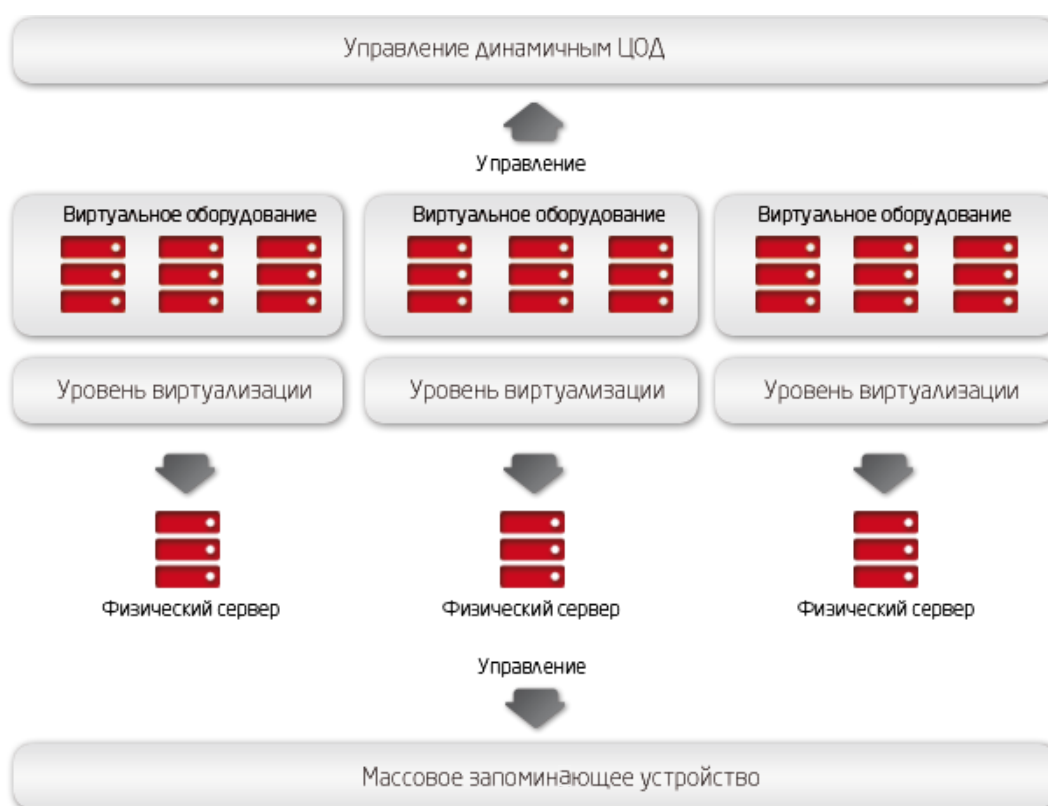 Управление динамичным ЦОД
Управление
Виртуальное оборудование
Виртуальное оборудование
Виртуальное оборудование
Уровень виртуализации
Уровень виртуализации
Уровень виртуализации
Физический сервер
Физический сервер
Физический сервер
Управление
Массовое запоминающее устройство